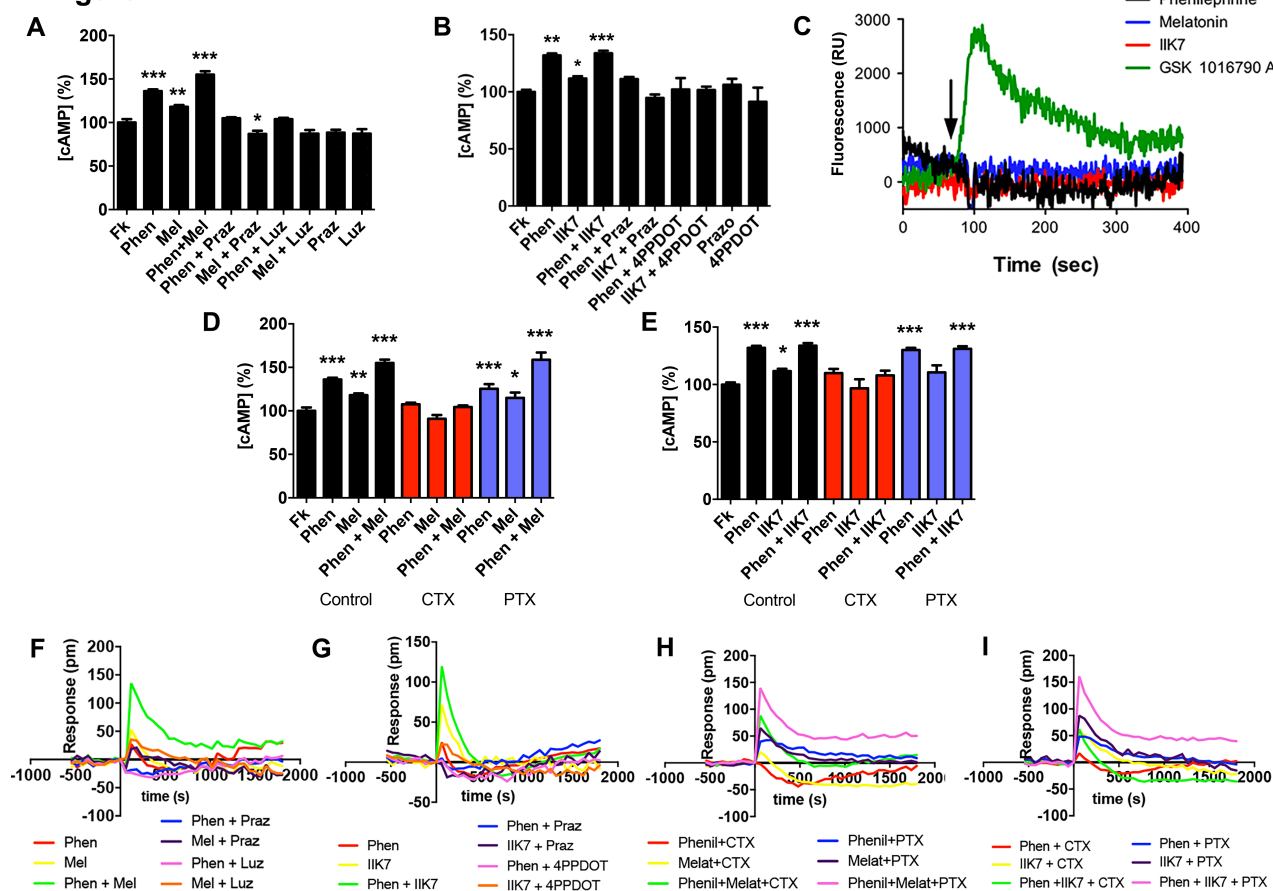 A
200
150
100
50
0
[cAMP] (%)
***
**
***
*
Fk
Phen
Mel
Phen+Mel
Phen + Praz
Mel + Praz
Phen + Luz
Mel + Luz
Praz
Luz
B
150
100
50
0
[cAMP] (%)
**
*
***
Fk
Phen
IIK7
Phen + IIK7
Phen + Praz
IIK7 + Praz
Phen + 4PPDOT
IIK7 + 4PPDOT
Prazo
4PPDOT
C
3000
2000
1000
0
Fluorescence (RU)
0 100 200 300 400
Time (sec)
Melatonin
IIK7
GSK 1016790 A
D
200
150
100
50
0
[cAMP] (%)
***
**
***
***
*
***
Fk
Phen
Mel
Phen + Mel
Phen
Mel
Phen + Mel
Phen
Mel
Phen + Mel
Control CTX PTX
E
150
100
50
0
[cAMP] (%)
***
*
***
***
***
Fk
Phen
IIK7
Phen + IIK7
Phen
IIK7
Phen + IIK7
Phen
IIK7
Phen + IIK7
Control CTX PTX
F
Response (pm)
200
150
100
50
-50
-100
-1000 -500 500 1000 1500 2000
time (s)
Phen
Mel
Phen + Mel
Phen + Praz
Mel + Praz
Phen + Luz
Mel + Luz
G
Response (pm)
150
100
50
-50
-1000 -500 500 1000 1500 2000
time (s)
Phen
IIK7
Phen + IIK7
Phen + Praz
IIK7 + Praz
Phen + 4PPDOT
IIK7 + 4PPDOT
H
Response (pm)
200
150
100
50
-50
-100
-1000 -500 500 1000 1500 200
time (s)
Phenil+CTX
Melat+CTX
Phenil+Melat+CTX
Phenil+PTX
Melat+PTX
Phenil+Melat+PTX
I
Response (pm)
200
150
100
50
-50
-100
-1000 -500 500 1000 1500 2000
time (s)
Phen + CTX
IIK7 + CTX
Phen +IIK7 + CTX
Phen + PTX
IIK7 + PTX
Phen + IIK7 + PTX